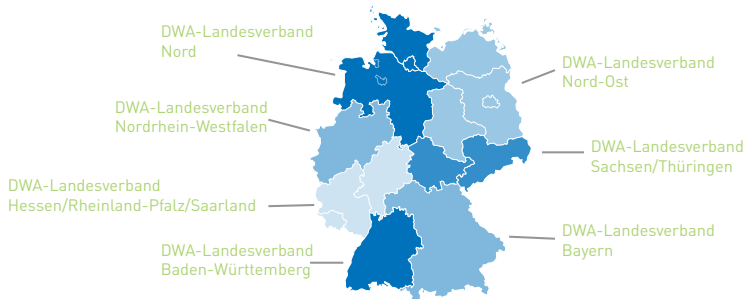 DWA-Landesverband
Nord
DWA-Landesverband
Nord-Ost
DWA-Landesverband
Nordrhein-Westfalen
DWA-Landesverband
Sachsen/Thüringen
DWA-Landesverband
Hessen/Rheinland-Pfalz/Saarland
DWA-Landesverband
Bayern
DWA-Landesverband
Baden-Württemberg